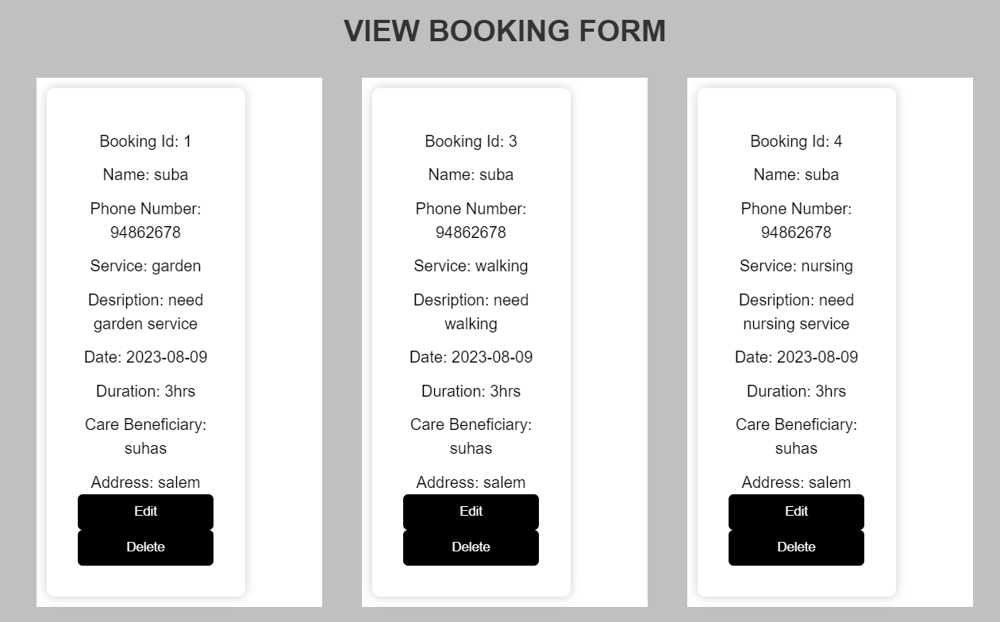 VIEW BOOKING FORM
Booking Id: 1
Name: suba
Phone Number:
94862678
Service: garden
Desription: need
garden service
Date: 2023-08-09
Duration: 3hrs
Care Beneficiary:
suhas
Address: salem
Edit
Delete
Booking Id: 3
Name: suba
Phone Number:
94862678
Service: walking
Desription: need
walking
Date: 2023-08-09
Duration: 3hrs
Care Beneficiary:
suhas
Address: salem
Edit
Delete
Booking Id: 4
Name: suba
Phone Number:
94862678
Service: nursing
Desription: need
nursing service
Date: 2023-08-09
Duration: 3hrs
Care Beneficiary:
suhas
Address: salem
Edit
Delete